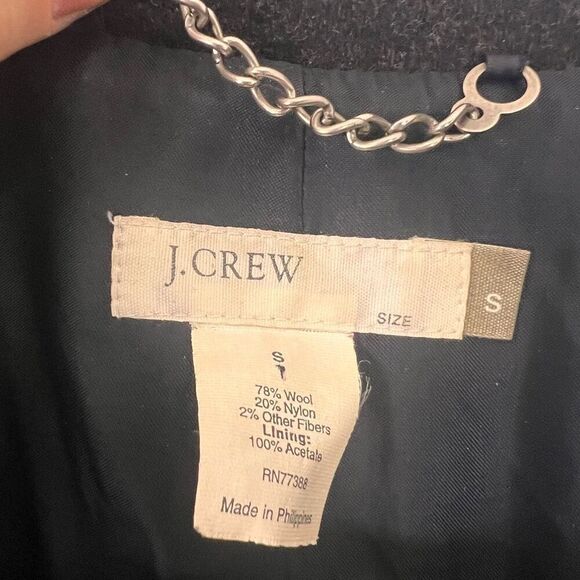 J.CREW
SIZE
S
S
78% Wool
20% Nylon
2% Other Fibers
Lining:
100% Acetate
RN77388
Made in Philippines